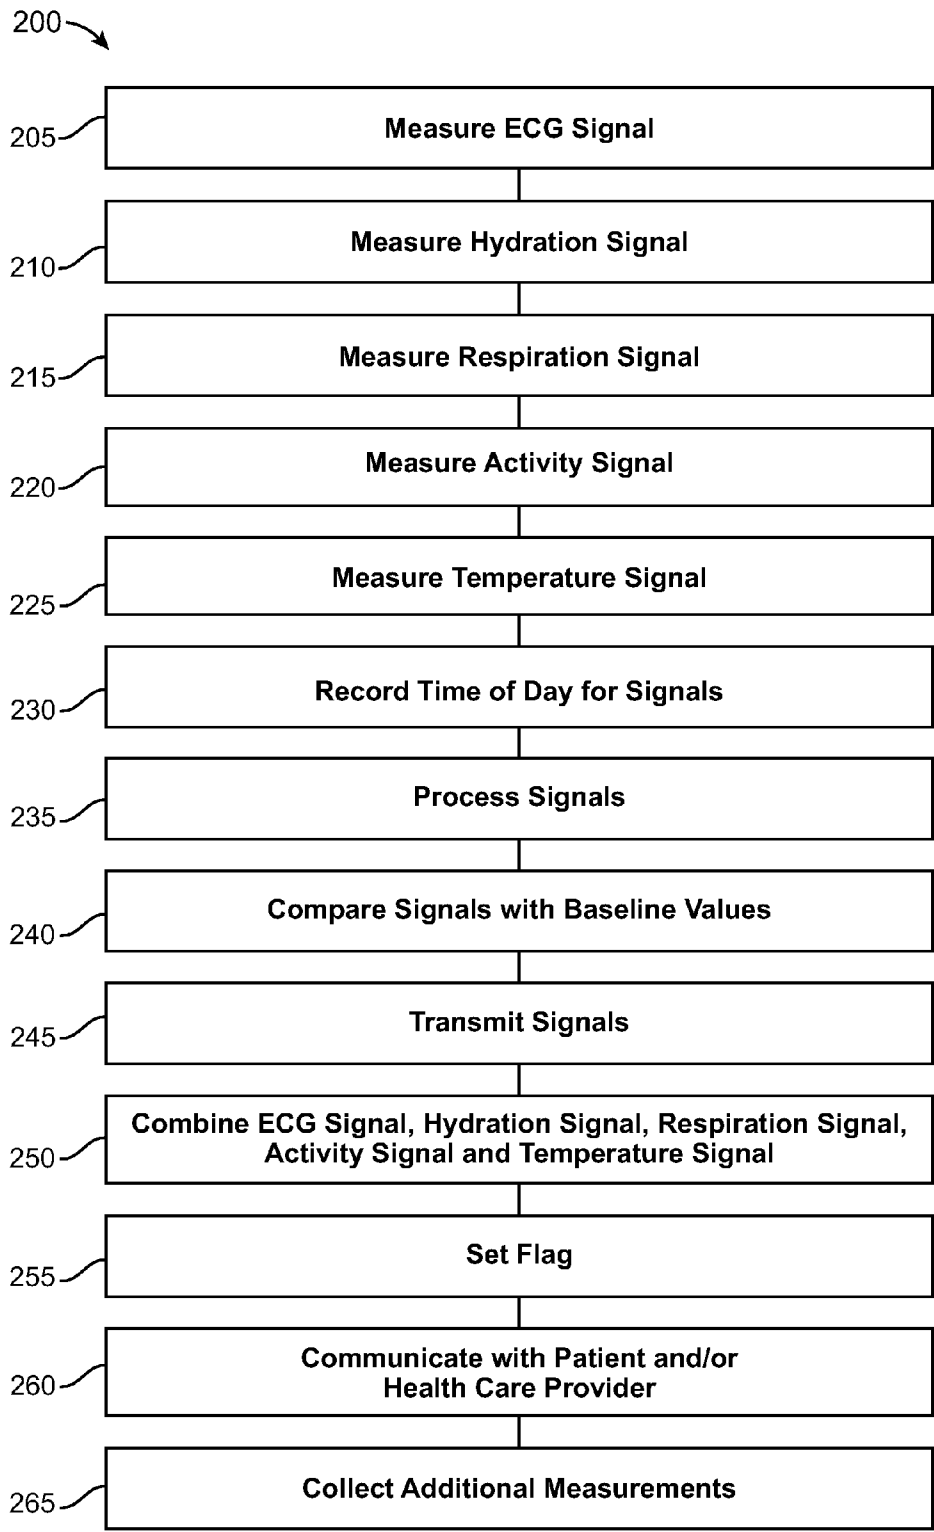 200
205
Measure ECG Signal
210
Measure Hydration Signal
215
Measure Respiration Signal
220
Measure Activity Signal
225
Measure Temperature Signal
230
Record Time of Day for Signals
235
Process Signals
240
Compare Signals with Baseline Values
245
Transmit Signals
250
Combine ECG Signal, Hydration Signal, Respiration Signal,
Activity Signal and Temperature Signal
255
Set Flag
260
Communicate with Patient and/or
Health Care Provider
265
Collect Additional Measurements